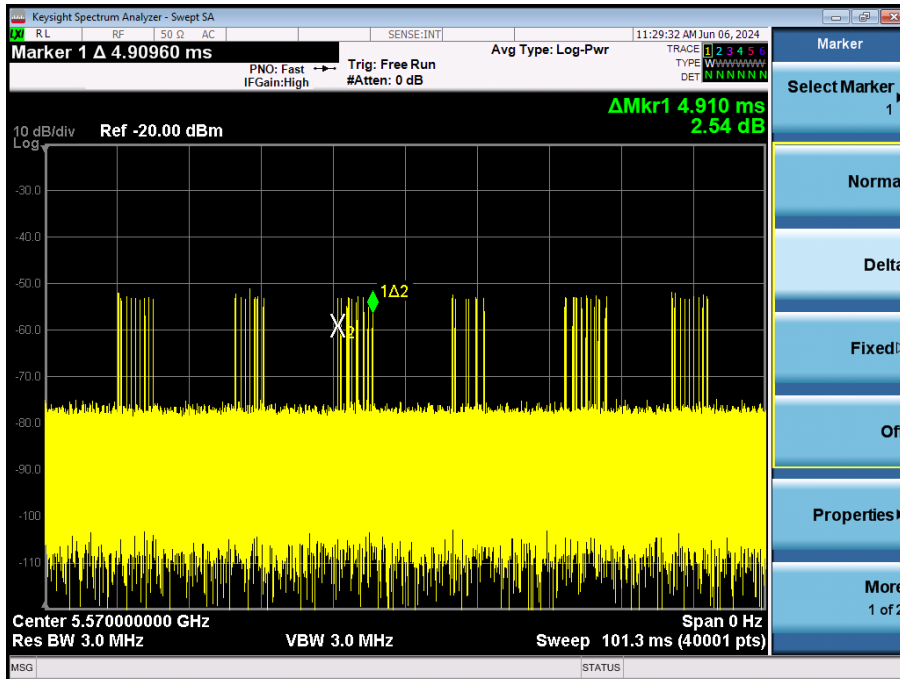 Keysight Spectrum Analyzer - Swept SA
LXI RL RF 50 Ω AC SENSE:INT 11:29:32 AM Jun 06, 2024
Marker 1 Δ 4.90960 ms
PNO: Fast
IFGain:High
Trig: Free Run
#Atten: 0 dB
Avg Type: Log-Pwr
TRACE 1 2 3 4 5 6
TYPE WWWWWW
DET N N N N N N
ΔMkr1 4.910 ms
2.54 dB
10 dB/div Ref -20.00 dBm
Log
-30.0
-40.0
-50.0
1Δ2
-60.0
2
-70.0
-80.0
-90.0
-100
-110
Center 5.570000000 GHz Span 0 Hz
Res BW 3.0 MHz VBW 3.0 MHz Sweep 101.3 ms (40001 pts)
MSG STATUS
Marker
Select Marker
1
Norma
Delta
Fixed
Of
Properties
More
1 of 2